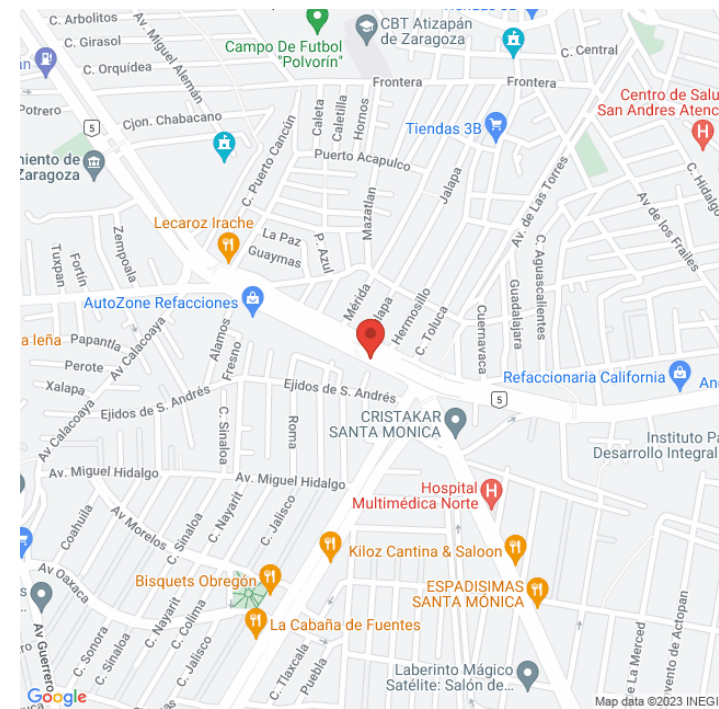 C. Arbolitos
C. Girasol
C. Orquídea
Av. Miguel Alemán
Campo De Futbol
"Polvorín"
CBT Atizapán
de Zaragoza
Tiendas 3B
C. Central
Frontera
Frontera
Potrero
Cjon. Chabacano
5
Caleta
Caletilla
Hornos
Tiendas 3B
Centro de Salu
San Andres Atenc
C. Hidalgo
miento de
Zaragoza
C. Puerto Cancún
Puerto Acapulco
Jalapa
Av. de Las Torres
Av de los Frailes
Lecaroz Irache
La Paz
Guaymas
P. Azul
Mazatlan
Zempoala
Fortín
Tuxpan
C. Aguascalientes
Guadalajara
AutoZone Refacciones
Mérida
alapa
Hermosillo
C. Toluca
Cuernavaca
a leña
Papantla
Perote
Xalapa
Av Calacoaya
Alamos
Fresno
Ejidos de S. Andrés
Ejidos de S. Andrés
Refaccionaria California
And
5
Av Calacoaya
C. Sinaloa
Roma
CRISTAKAR
SANTA MONICA
Instituto Pa
Desarrollo Integral
Av. Miguel Hidalgo
Av. Miguel Hidalgo
Hospital
Multimédica Norte
Coahuila
Av Morelos
C. Sinaloa
C. Nayarit
C. Jalisco
Kiloz Cantina & Saloon
Av Oaxaca
Bisquets Obregón
ESPADISIMAS
SANTA MÓNICA
s
Av Guerrero
C. Sonora
C. Sinaloa
C. Nayarit
C. Colima
C. Jalisco
La Cabaña de Fuentes
C. Tlaxcala
Puebla
Laberinto Mágico
Satélite: Salón de...
e La Merced
ervento de Actopan
Google
Map data ©2023 INEGI